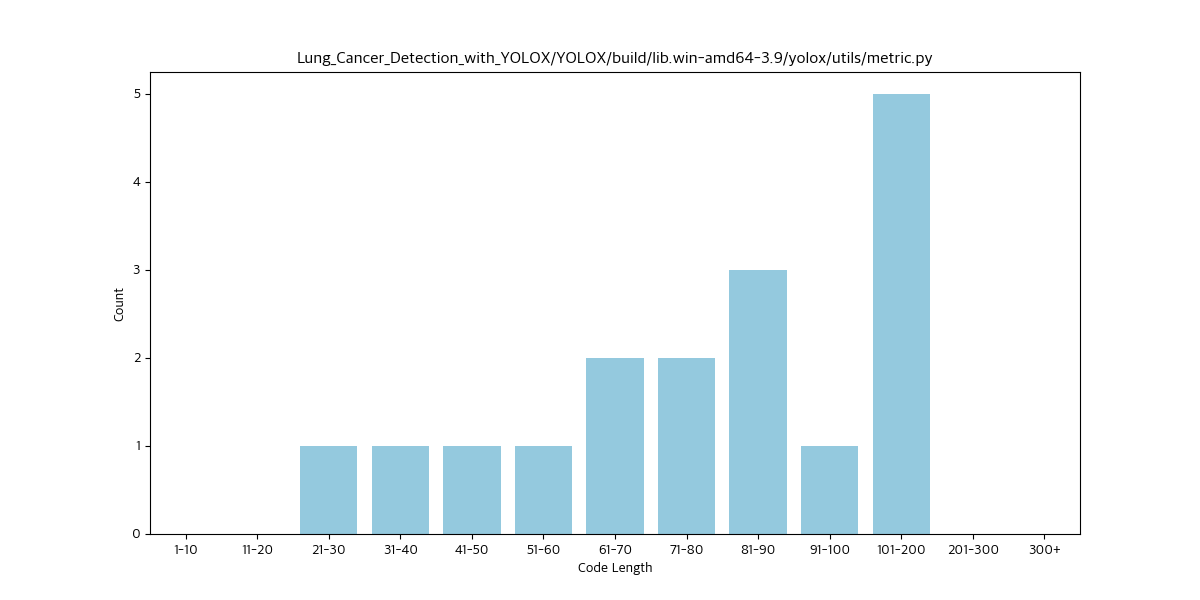 Lung_Cancer_Detection_with_YOLOX/YOLOX/build/lib.win-amd64-3.9/yolox/utils/metric.py
5
4
3
2
1
0
Count
1-10 11-20 21-30 31-40 41-50 51-60 61-70 71-80 81-90 91-100 101-200 201-300 300+
Code Length